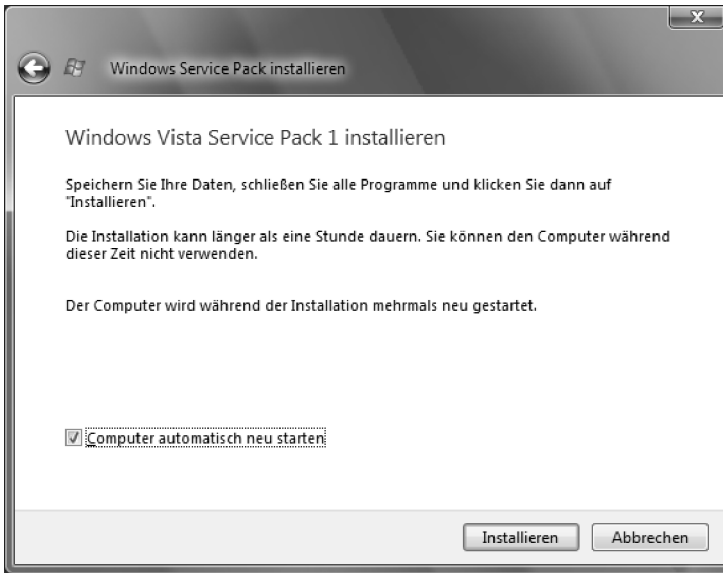 Windows Service Pack installieren
Windows Vista Service Pack 1 installieren
Speichern Sie Ihre Daten, schließen Sie alle Programme und klicken Sie dann auf
"Installieren".
Die Installation kann länger als eine Stunde dauern. Sie können den Computer während
dieser Zeit nicht verwenden.
Der Computer wird während der Installation mehrmals neu gestartet.
Computer automatisch neu starten
Installieren Abbrechen